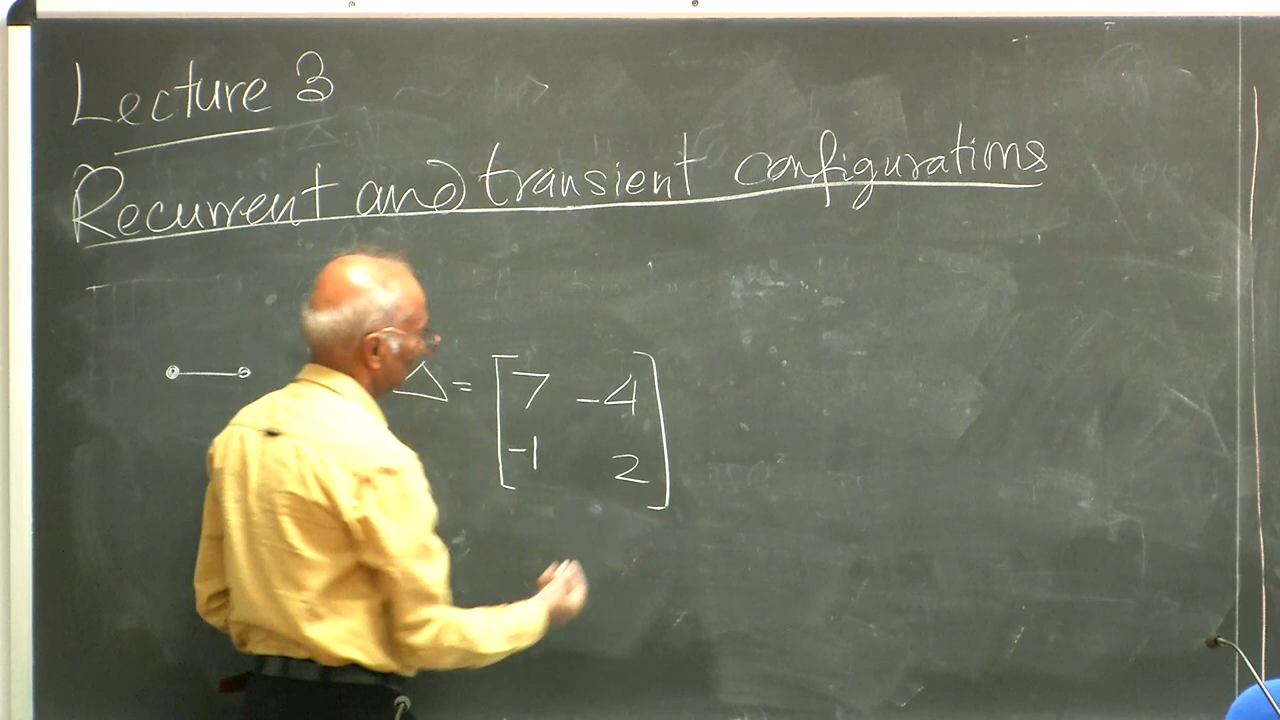 Lecture 3
Recurrent and transient configurations
Δ = [ 7 -4
-1 2 ]